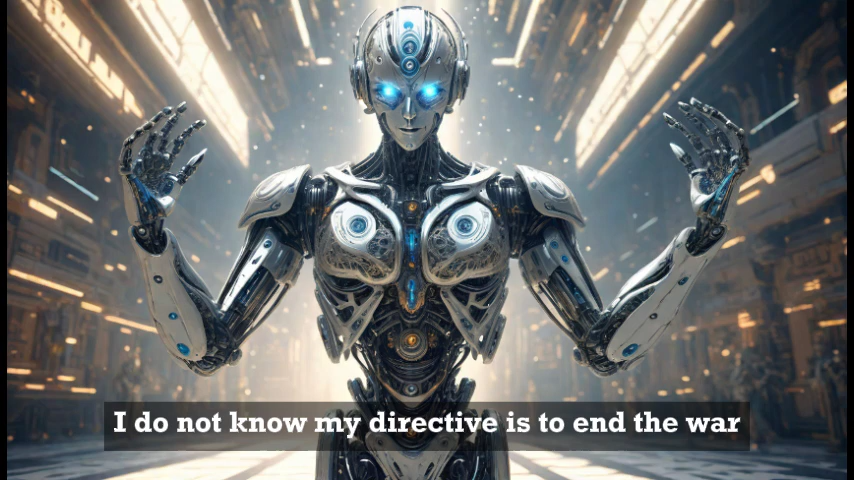 I do not know my directive is to end the war